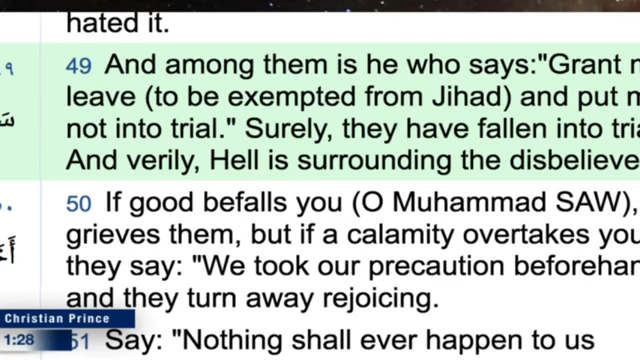 hated it.
49 And among them is he who says:"Grant
leave (to be exempted from Jihad) and put
not into trial." Surely, they have fallen into
And verily, Hell is surrounding the
50 If good befalls you (O Muhammad SAW),
grieves them, but if a calamity overtakes
they say: "We took our precaution
and they turn away rejoicing.
Christian Prince
1:28
51 Say: "Nothing shall ever happen to us